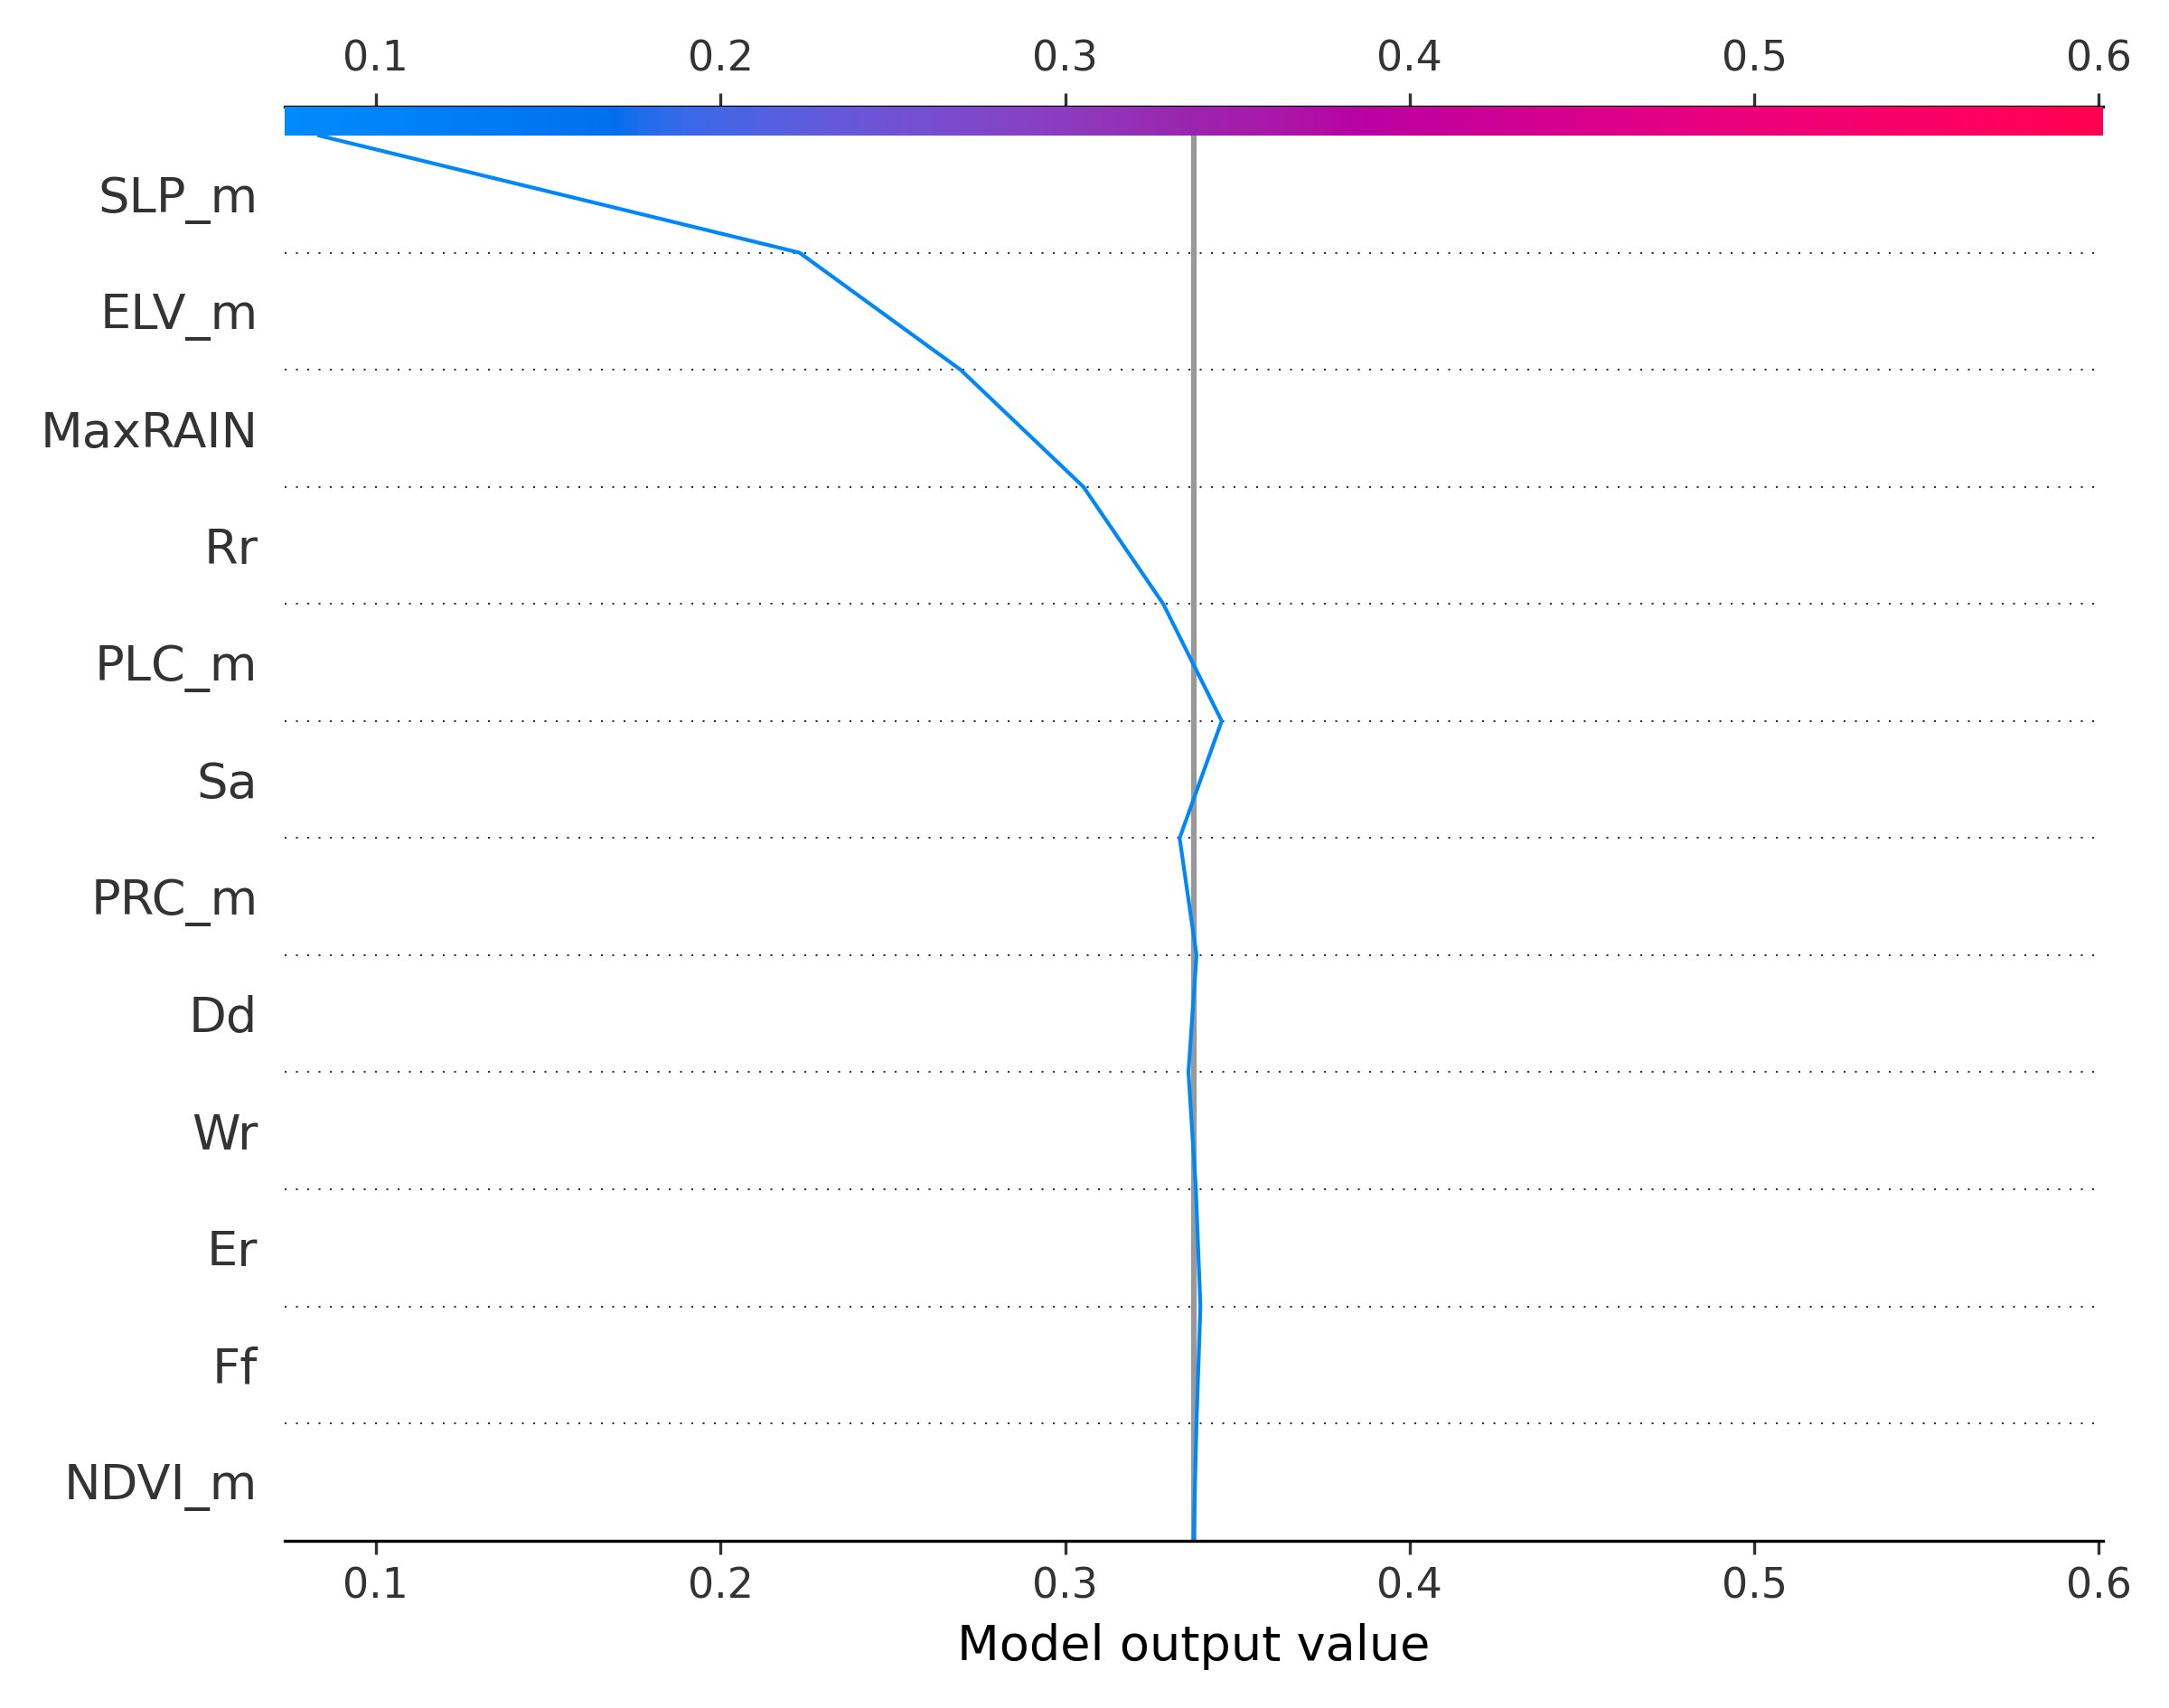 0.1 0.2 0.3 0.4 0.5 0.6
SLP_m
ELV_m
MaxRAIN
Rr
PLC_m
Sa
PRC_m
Dd
Wr
Er
Ff
NDVI_m
0.1 0.2 0.3 0.4 0.5 0.6
Model output value